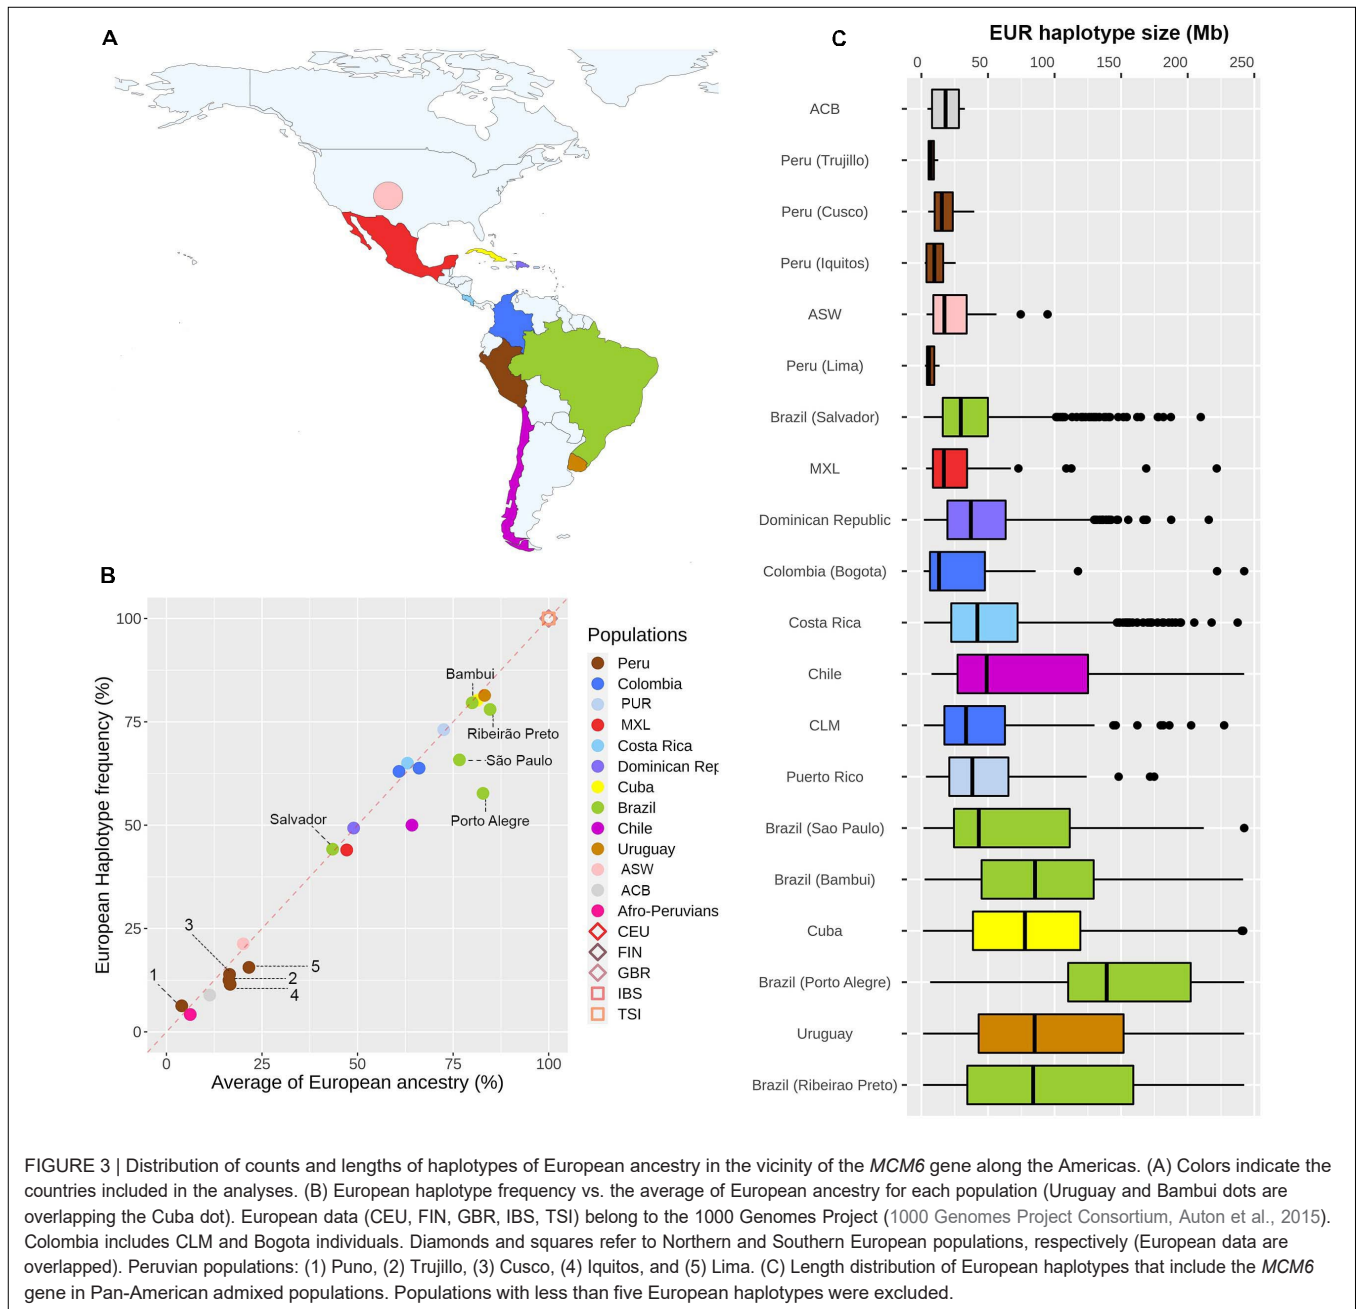 A
B
100
75
50
25
0
European Haplotype frequency (%)
0
25
50
75
100
Average of European ancestry (%)
Bambui
Ribeirão Preto
São Paulo
Porto Alegre
Salvador
3
1
5
2
4
Populations
Peru
Colombia
PUR
MXL
Costa Rica
Dominican Rep
Cuba
Brazil
Chile
Uruguay
ASW
ACB
Afro-Peruvians
CEU
FIN
GBR
IBS
TSI
C
EUR haplotype size (Mb)
0
50
100
150
200
250
ACB
Peru (Trujillo)
Peru (Cusco)
Peru (Iquitos)
ASW
Peru (Lima)
Brazil (Salvador)
MXL
Dominican Republic
Colombia (Bogota)
Costa Rica
Chile
CLM
Puerto Rico
Brazil (Sao Paulo)
Brazil (Bambui)
Cuba
Brazil (Porto Alegre)
Uruguay
Brazil (Ribeirao Preto)
FIGURE 3 | Distribution of counts and lengths of haplotypes of European ancestry in the vicinity of the MCM6 gene along the Americas. (A) Colors indicate the
countries included in the analyses. (B) European haplotype frequency vs. the average of European ancestry for each population (Uruguay and Bambui dots are
overlapping the Cuba dot). European data (CEU, FIN, GBR, IBS, TSI) belong to the 1000 Genomes Project (1000 Genomes Project Consortium, Auton et al., 2015).
Colombia includes CLM and Bogota individuals. Diamonds and squares refer to Northern and Southern European populations, respectively (European data are
overlapped). Peruvian populations: (1) Puno, (2) Trujillo, (3) Cusco, (4) Iquitos, and (5) Lima. (C) Length distribution of European haplotypes that include the MCM6
gene in Pan-American admixed populations. Populations with less than five European haplotypes were excluded.